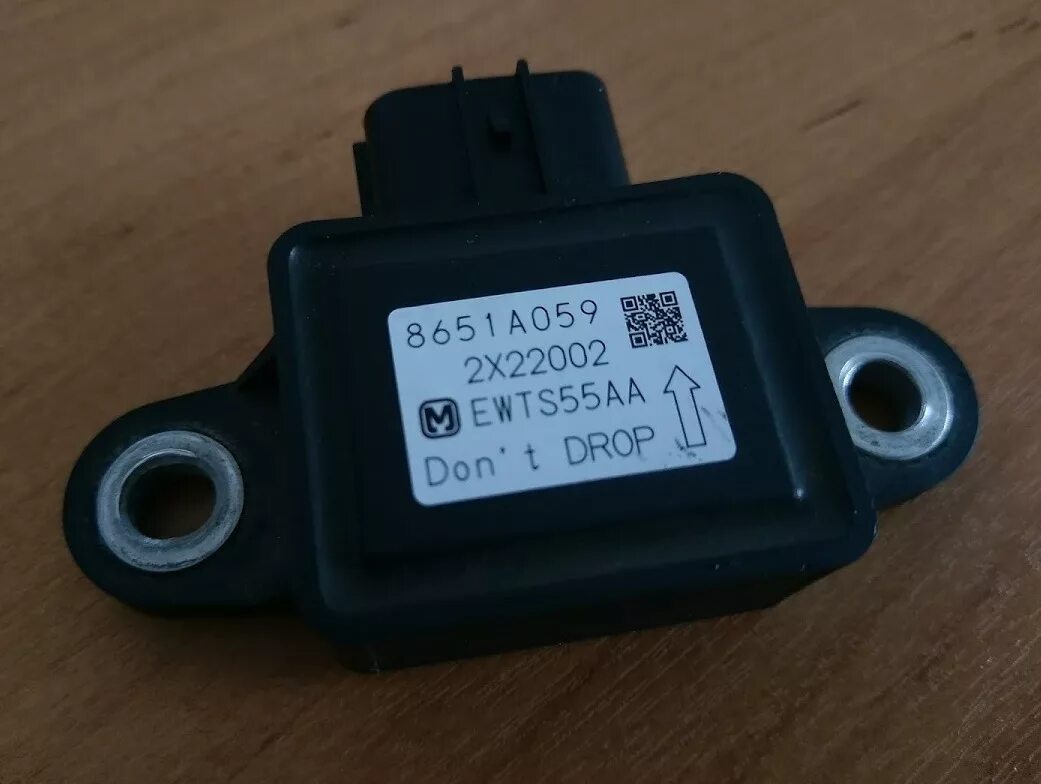 8651A059
2X22002
M EWTS55AA
Don't DROP